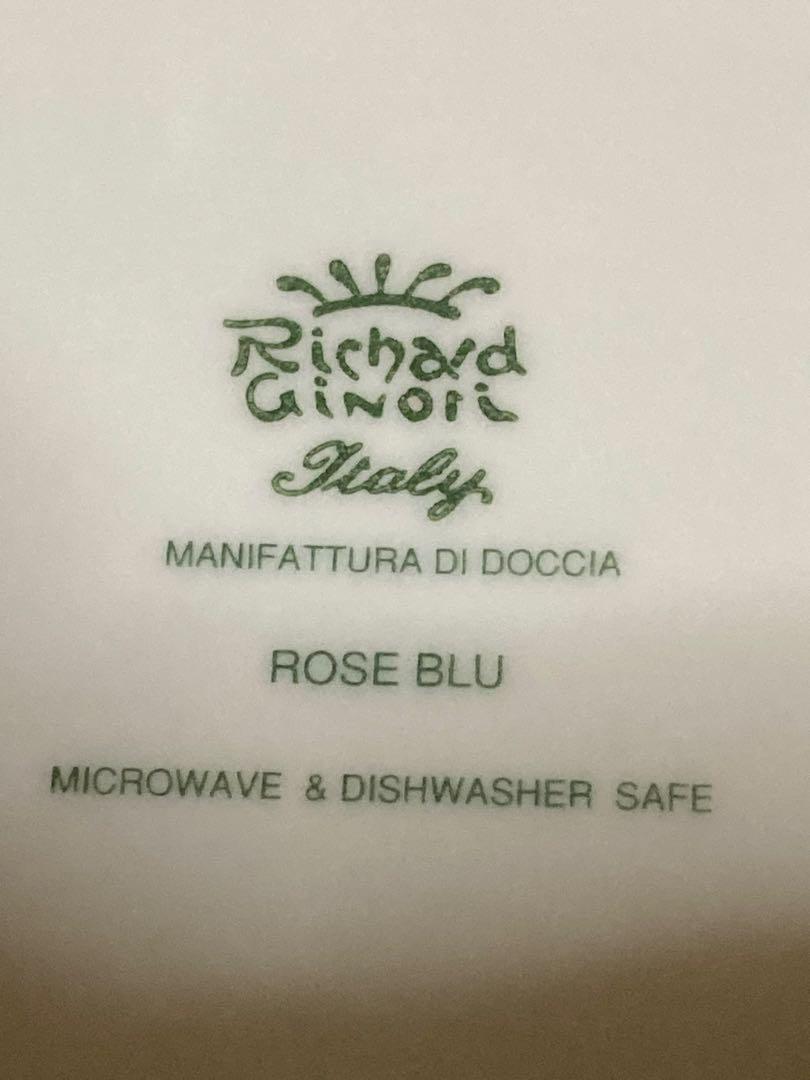 Richard
Ginori
Italy
MANIFATTURA DI DOCCIA
ROSE BLU
MICROWAVE & DISHWASHER SAFE